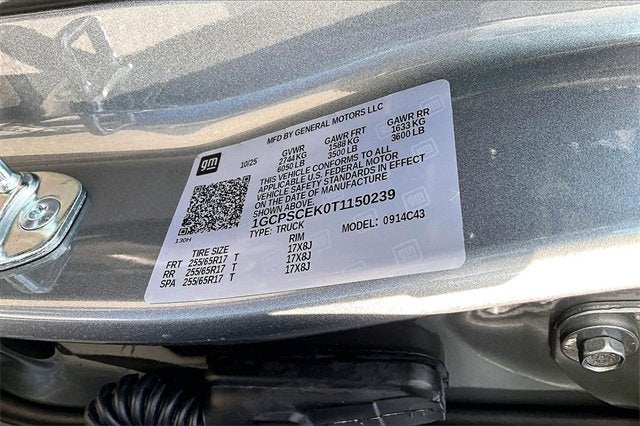 gm
10/25
MFD BY GENERAL MOTORS LLC
GVWR GAWR FRT GAWR RR
2744 KG 1588 KG 1633 KG
6050 LB 3500 LB 3600 LB
THIS VEHICLE CONFORMS TO ALL
APPLICABLE U.S. FEDERAL MOTOR
VEHICLE SAFETY STANDARDS IN EFFECT
ON THE DATE OF MANUFACTURE
SHOWN ABOVE.
1GCPSCEK0T1150239
TYPE: TRUCK MODEL: 0914C43
130H
TIRE SIZE RIM
FRT 255/65R17 T 17X8J
RR 255/65R17 T 17X8J
SPA 255/65R17 T 17X8J